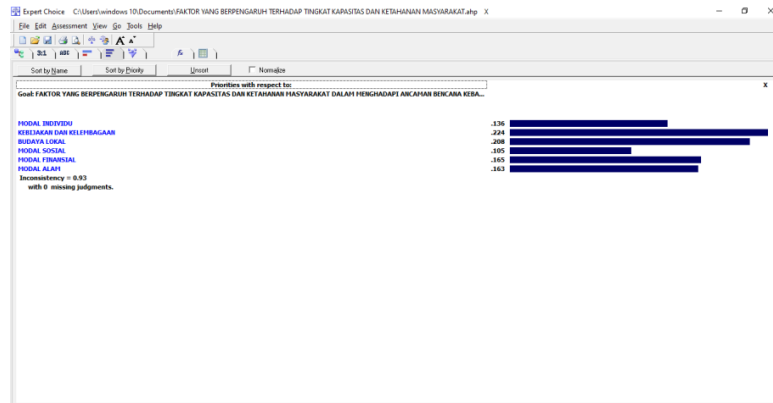 Expert Choice C:\Users\windows 10\Documents\FAKTOR YANG BERPENGARUH TERHADAP TINGKAT KAPASITAS DAN KETAHANAN MASYARAKAT.ahp X
File Edit Assessment View Go Tools Help
3:1 ABC
Sort by Name Sort by Priority Unsort Normalize
Priorities with respect to: X
Goal: FAKTOR YANG BERPENGARUH TERHADAP TINGKAT KAPASITAS DAN KETAHANAN MASYARAKAT DALAM MENGHADAPI ANCAMAN BENCANA KEBA...
MODAL INDIVIDU .136
KEBIJAKAN DAN KELEMBAGAAN .224
BUDAYA LOKAL .208
MODAL SOSIAL .105
MODAL FINANSIAL .165
MODAL ALAM .163
Inconsistency = 0.93
with 0 missing judgments.